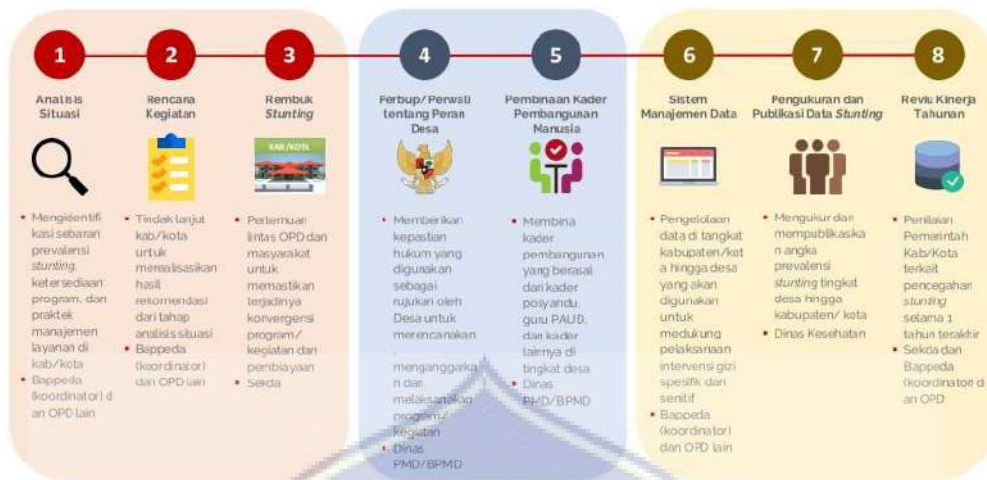 1
Analisis
Situasi
• Mengidentifi
kasi sebaran
prevalensi
stunting,
ketersediaan
program, dan
praktek
manajemen
layanan di
kab/kota
• Bappeda
(koordinator) d
an OPD lain
2
Rencana
Kegiatan
• Tindak lanjut
kab/kota
untuk
merealisasikan
hasil
rekomendasi
dari tahap
analisis situasi
• Bappeda
(koordinator)
dan OPD lain
3
Rembuk
Stunting
KAB/KOTA
• Pertemuan
lintas OPD dan
masyarakat
untuk
memastikan
terjadinya
konvergensi
program/
kegiatan dan
pembiayaan
• Sekda
4
Perbup/Perwali
tentang Peran
Desa
• Memberikan
kepastian
hukum yang
digunakan
sebagai
rujukan oleh
Desa untuk
merencanakan
,
menganggarka
n dan
melaksanakan
program/
kegiatan
• Dinas
PMD/BPMD
5
Pembinaan Kader
Pembangunan
Manusia
• Membina
kader
pembangunan
yang berasal
dari kader
posyandu,
guru PAUD,
dan kader
lainnya di
tingkat desa
• Dinas
PMD/BPMD
6
Sistem
Manajemen Data
• Pengelolaan
data di tangkat
kabupaten/kot
a hingga desa
yang akan
digunakan
untuk
medukung
pelaksanaan
intervensi gizi
spesifik dan
senitif
• Bappeda
(koordinator)
dan OPD lain
7
Pengukuran dan
Publikasi Data Stunting
• Mengukur dan
mempublikasika
n angka
prevalensi
stunting tingkat
desa hingga
kabupaten/ kota
• Dinas Kesehatan
8
Reviu Kinerja
Tahunan
• Penilaian
Pemerintah
Kab/Kota
terkait
pencegahan
stunting
selama 1
tahun terakhir
• Sekda dan
Bappeda
(koordinator) d
an OPD